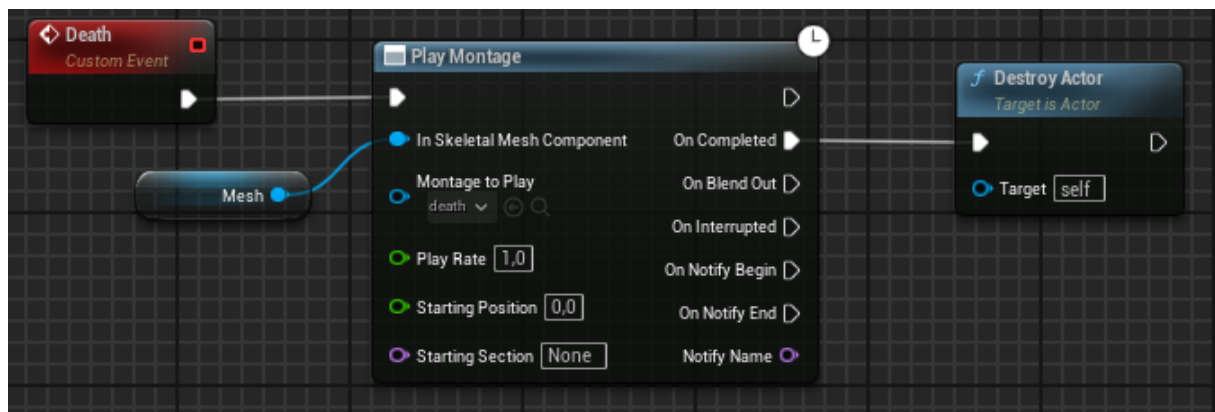 Death
Custom Event
Mesh
Play Montage
In Skeletal Mesh Component
On Completed
Montage to Play
death
On Blend Out
On Interrupted
Play Rate 1,0
On Notify Begin
Starting Position 0,0
On Notify End
Starting Section None
Notify Name
f Destroy Actor
Target is Actor
Target self